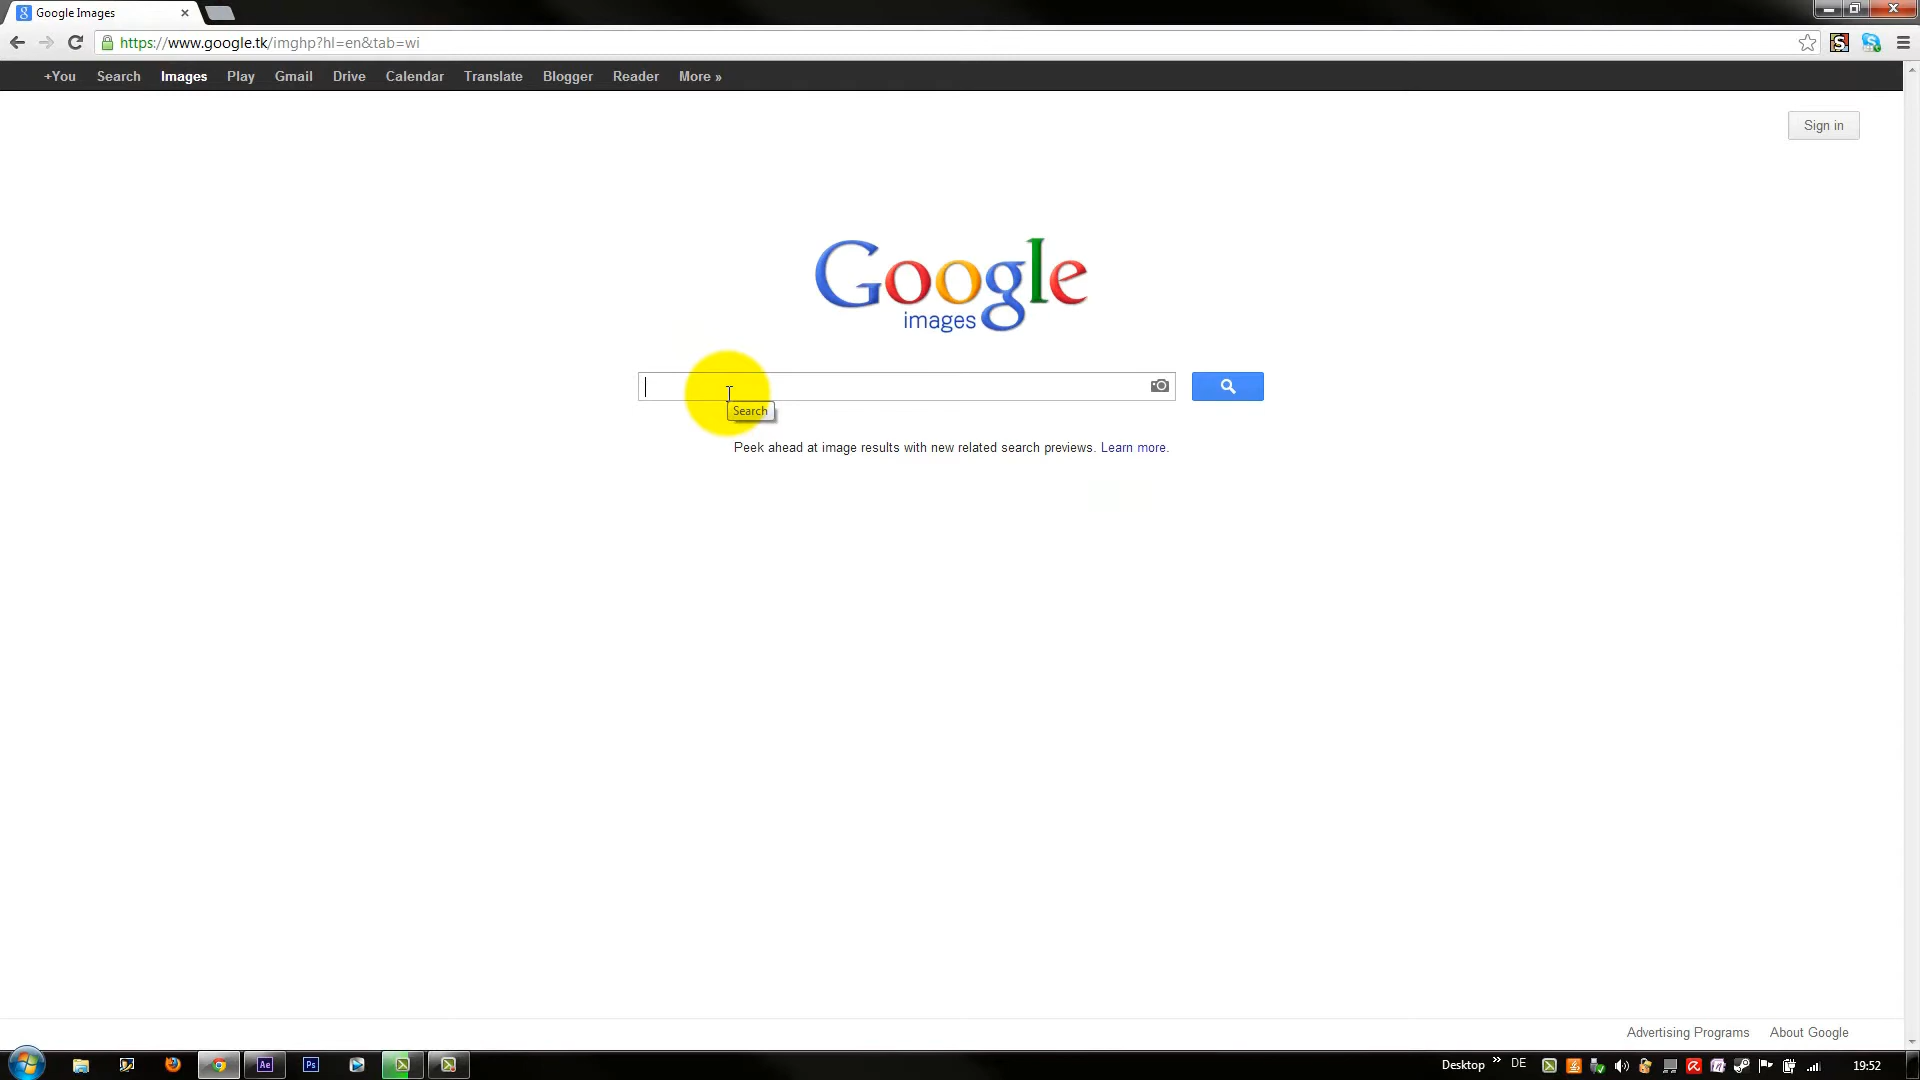 Google Images
https://www.google.tk/imghp?hl=en&tab=wi
+You Search Images Play Gmail Drive Calendar Translate Blogger Reader More »
Sign in
Google
images
Search
Peek ahead at image results with new related search previews. Learn more.
Advertising Programs About Google
Ae Ps Desktop » DE 19:52